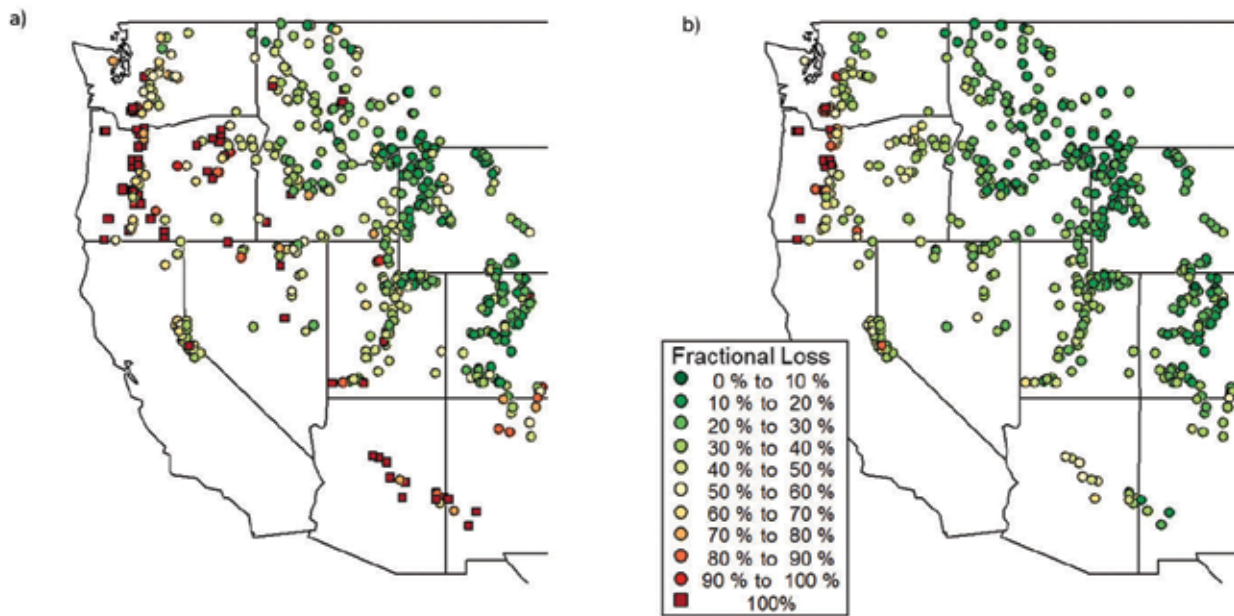 a)
b)
Fractional Loss
0 % to 10 %
10 % to 20 %
20 % to 30 %
30 % to 40 %
40 % to 50 %
50 % to 60 %
60 % to 70 %
70 % to 80 %
80 % to 90 %
90 % to 100 %
100%